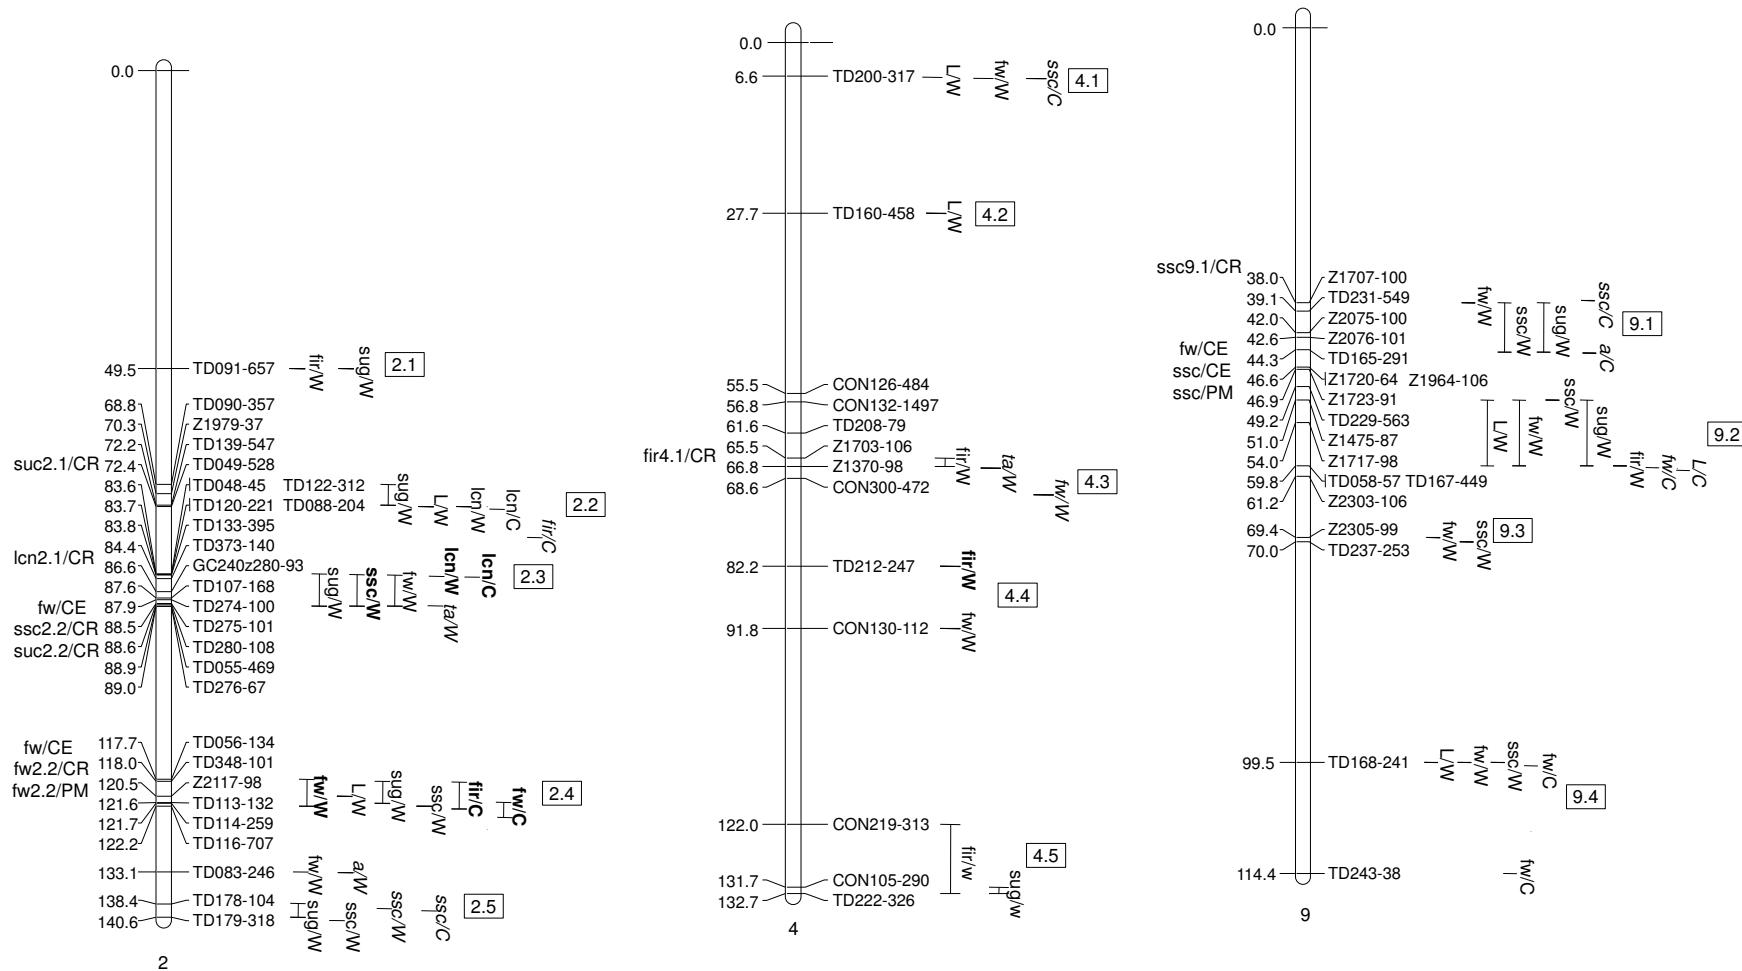 0.0
49.5 TD091-657 fir/W sug/W 2.1
68.8 TD090-357
70.3 Z1979-37
72.2 TD139-547
suc2.1/CR 72.4 TD049-528
83.6 TD048-45 TD122-312
83.7 TD120-221 TD088-204 sug/W L/W lcn/W lcn/C 2.2
83.8 TD133-395 fir/C
84.4 TD373-140
lcn2.1/CR 86.6 GC240z280-93
87.6 TD107-168 sug/W ssc/W fw/W lcn/W lcn/C 2.3
fw/CE 87.9 TD274-100 ta/W
ssc2.2/CR 88.5 TD275-101
suc2.2/CR 88.6 TD280-108
88.9 TD055-469
89.0 TD276-67
fw/CE 117.7 TD056-134
fw2.2/CR 118.0 TD348-101
fw2.2/PM 120.5 Z2117-98 fw/W L/W sug/W ssc/W fir/C fw/C 2.4
121.6 TD113-132
121.7 TD114-259
122.2 TD116-707
133.1 TD083-246 fw/W a/W
138.4 TD178-104 sug/W ssc/W ssc/W ssc/C 2.5
140.6 TD179-318
2
0.0
6.6 TD200-317 L/W fw/W ssc/C 4.1
27.7 TD160-458 L/W 4.2
55.5 CON126-484
56.8 CON132-1497
61.6 TD208-79
65.5 Z1703-106
fir4.1/CR 66.8 Z1370-98 fir/W ta/W fw/W 4.3
68.6 CON300-472
82.2 TD212-247 fir/W
4.4
91.8 CON130-112 fw/W
122.0 CON219-313
fir/w sug/w 4.5
131.7 CON105-290
132.7 TD222-326
4
0.0
ssc9.1/CR 38.0 Z1707-100
39.1 TD231-549 fw/W ssc/W sug/W ssc/C 9.1
42.0 Z2075-100
42.6 Z2076-101 a/C
fw/CE 44.3 TD165-291
ssc/CE 46.6 Z1720-64 Z1964-106
ssc/PM 46.9 Z1723-91 ssc/W
49.2 TD229-563 L/W fw/W sug/W 9.2
51.0 Z1475-87
54.0 Z1717-98 fir/W fw/C L/C
59.8 TD058-57 TD167-449
61.2 Z2303-106
69.4 Z2305-99 fw/W ssc/W 9.3
70.0 TD237-253
99.5 TD168-241 L/W fw/W ssc/W fw/C
9.4
114.4 TD243-38 fw/C
9